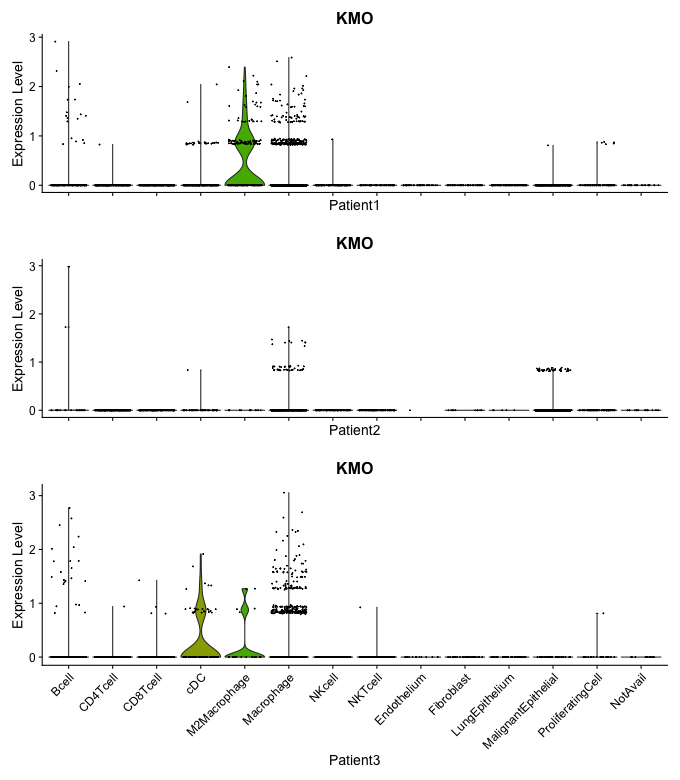 KMO
Expression Level
3
2
1
0
Patient1
KMO
Expression Level
3
2
1
0
Patient2
KMO
Expression Level
3
2
1
0
Bcell
CD4Tcell
CD8Tcell
cDC
M2Macrophage
Macrophage
NKcell
NKTcell
Endothelium
Fibroblast
LungEpithelium
MalignantEpithelial
ProliferatingCell
NotAvail
Patient3